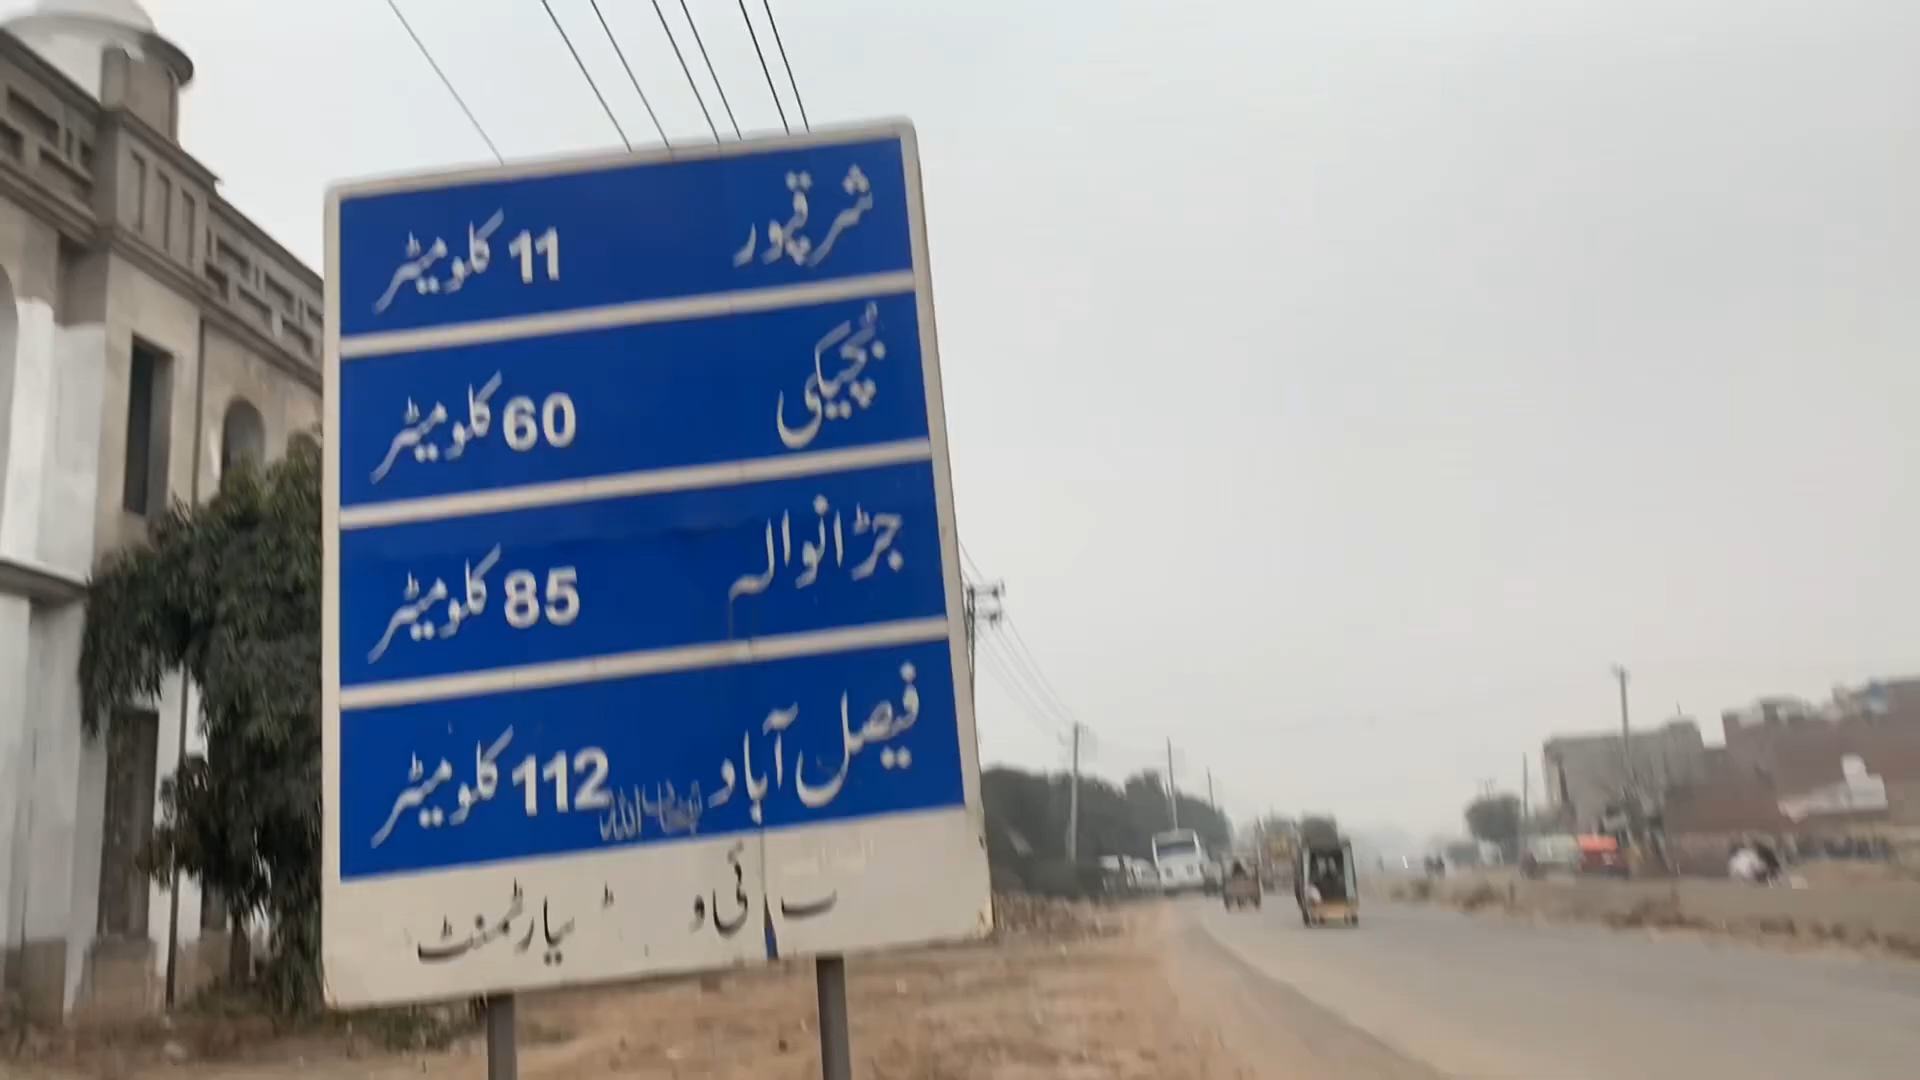 شرقپور 11 کلومیٹر
بچیکی 60 کلومیٹر
جڑانوالہ 85 کلومیٹر
فیصل آباد 112 کلومیٹر